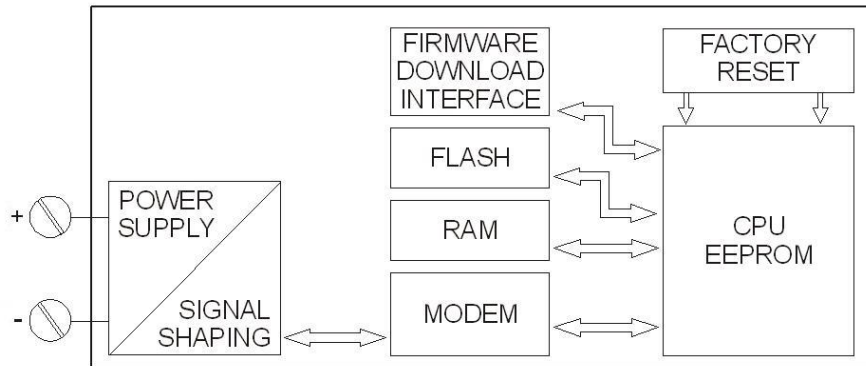 FIRMWARE
DOWNLOAD
INTERFACE
FACTORY
RESET
FLASH
POWER
SUPPLY
RAM
CPU
EEPROM
SIGNAL
SHAPING
MODEM
+
-